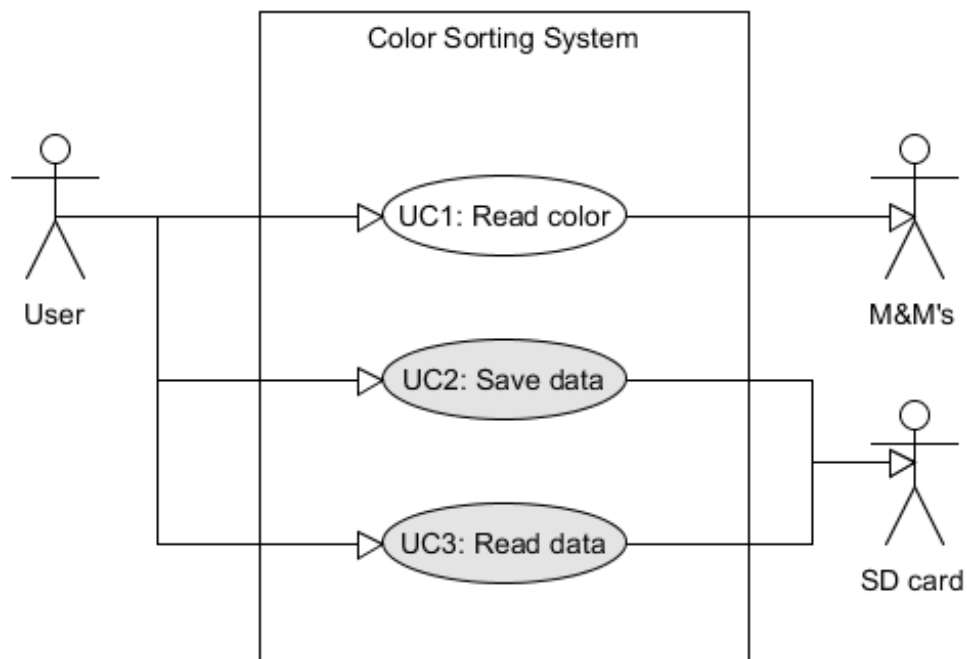 Color Sorting System
UC1: Read color
User
M&M's
UC2: Save data
UC3: Read data
SD card